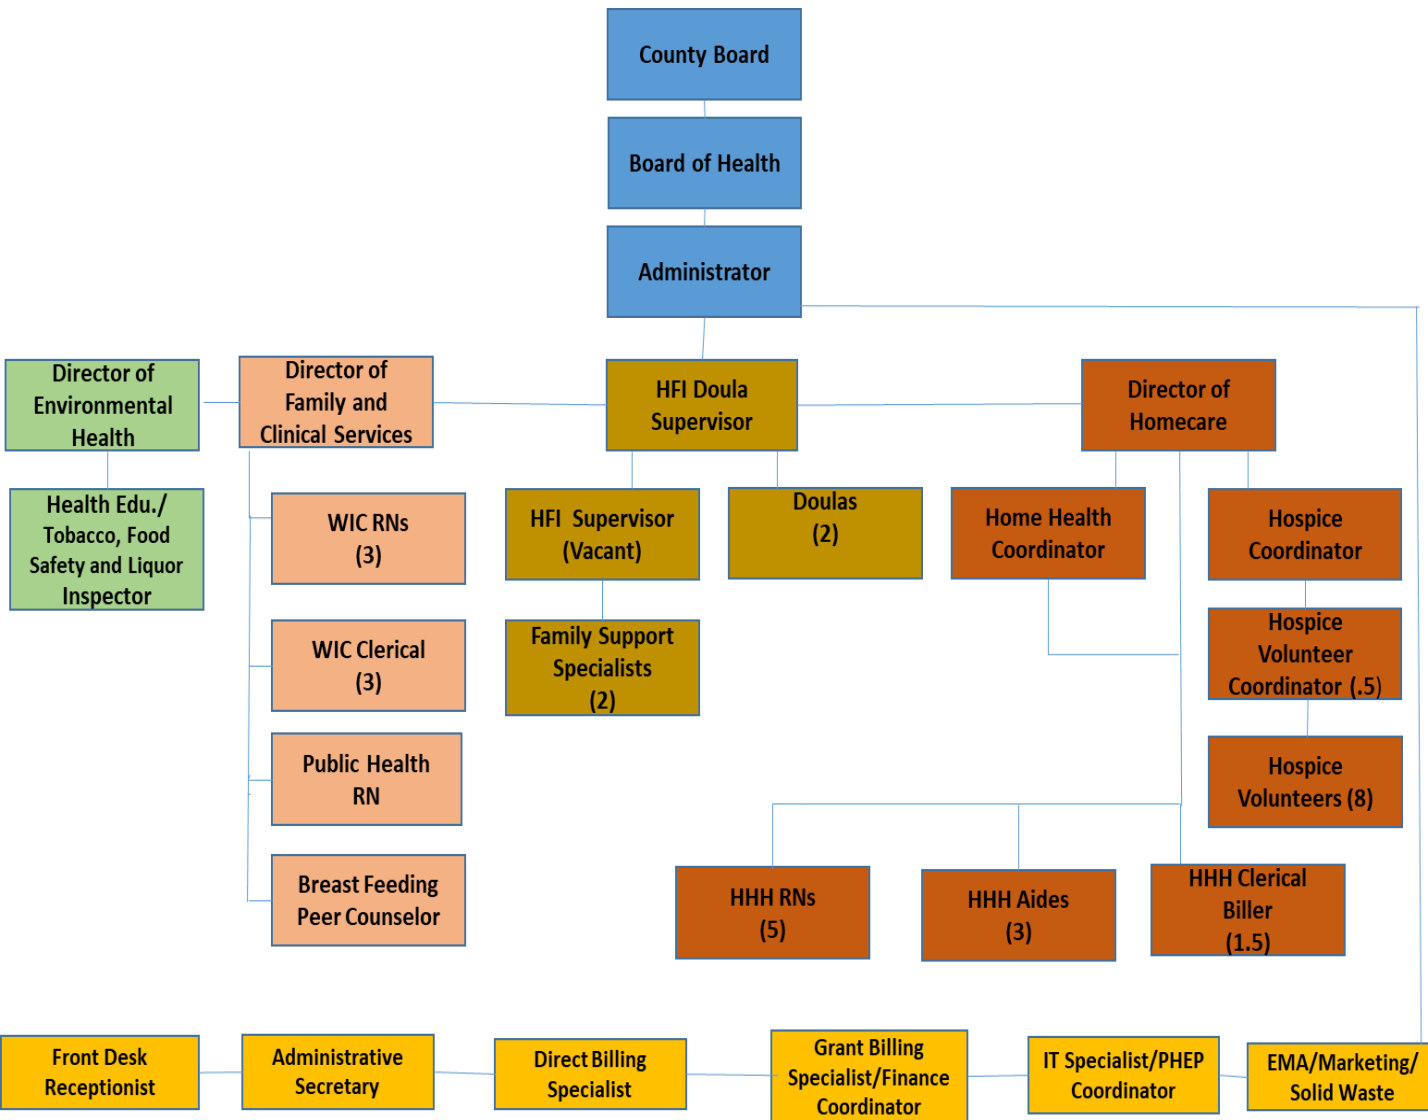 County Board
Board of Health
Administrator
Director of
Environmental
Health
Director of
Family and
Clinical Services
HFI Doula
Supervisor
Director of
Homecare
Health Edu./
Tobacco, Food
Safety and Liquor
Inspector
WIC RNs
(3)
HFI Supervisor
(Vacant)
Doulas
(2)
Home Health
Coordinator
Hospice
Coordinator
WIC Clerical
(3)
Family Support
Specialists
(2)
Hospice
Volunteer
Coordinator (.5)
Public Health
RN
Hospice
Volunteers (8)
Breast Feeding
Peer Counselor
HHH RNs
(5)
HHH Aides
(3)
HHH Clerical
Biller
(1.5)
Front Desk
Receptionist
Administrative
Secretary
Direct Billing
Specialist
Grant Billing
Specialist/Finance
Coordinator
IT Specialist/PHEP
Coordinator
EMA/Marketing/
Solid Waste